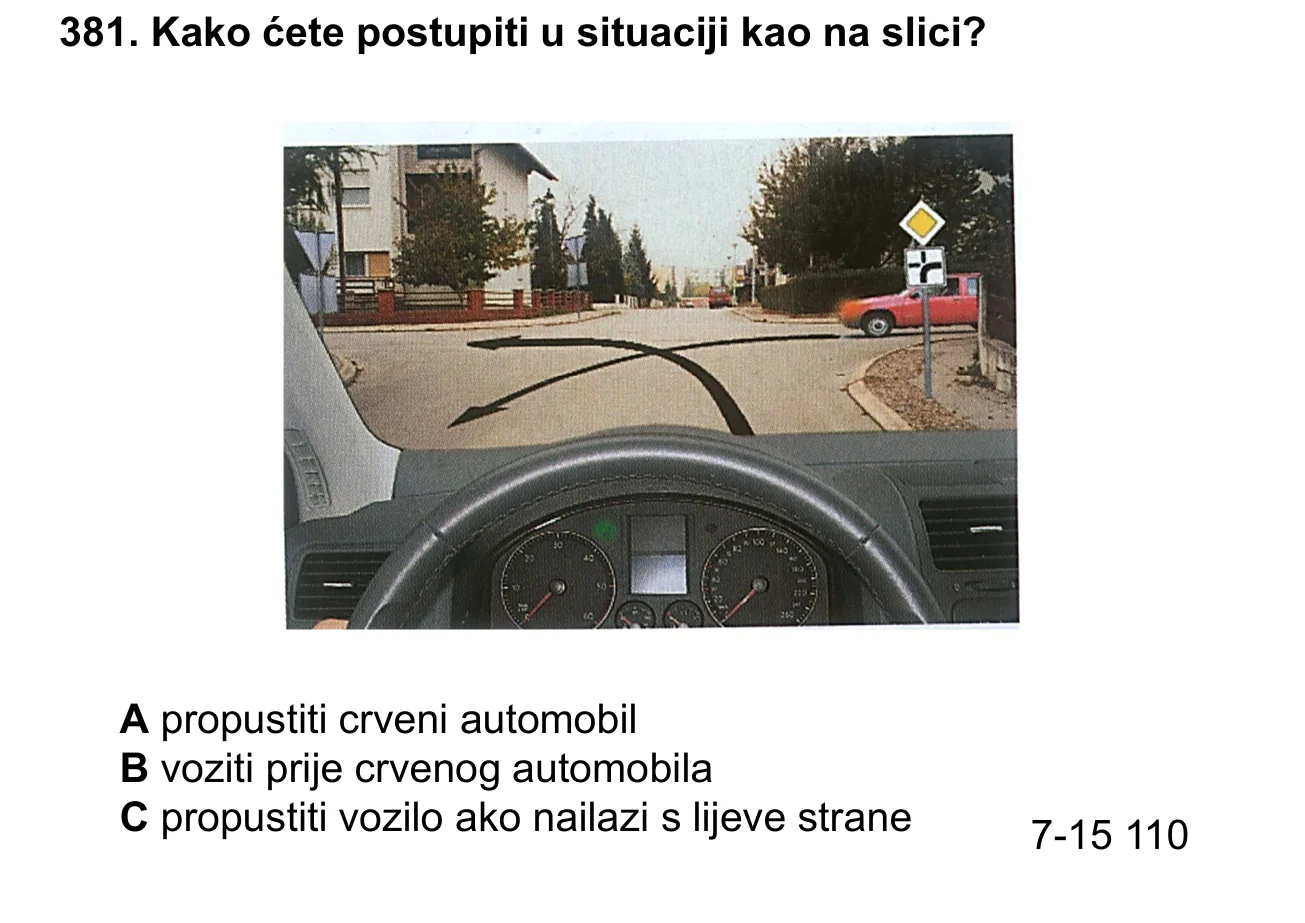 381. Kako ćete postupiti u situaciji kao na slici?
A propustiti crveni automobil
B voziti prije crvenog automobila
C propustiti vozilo ako nailazi s lijeve strane
7-15 110